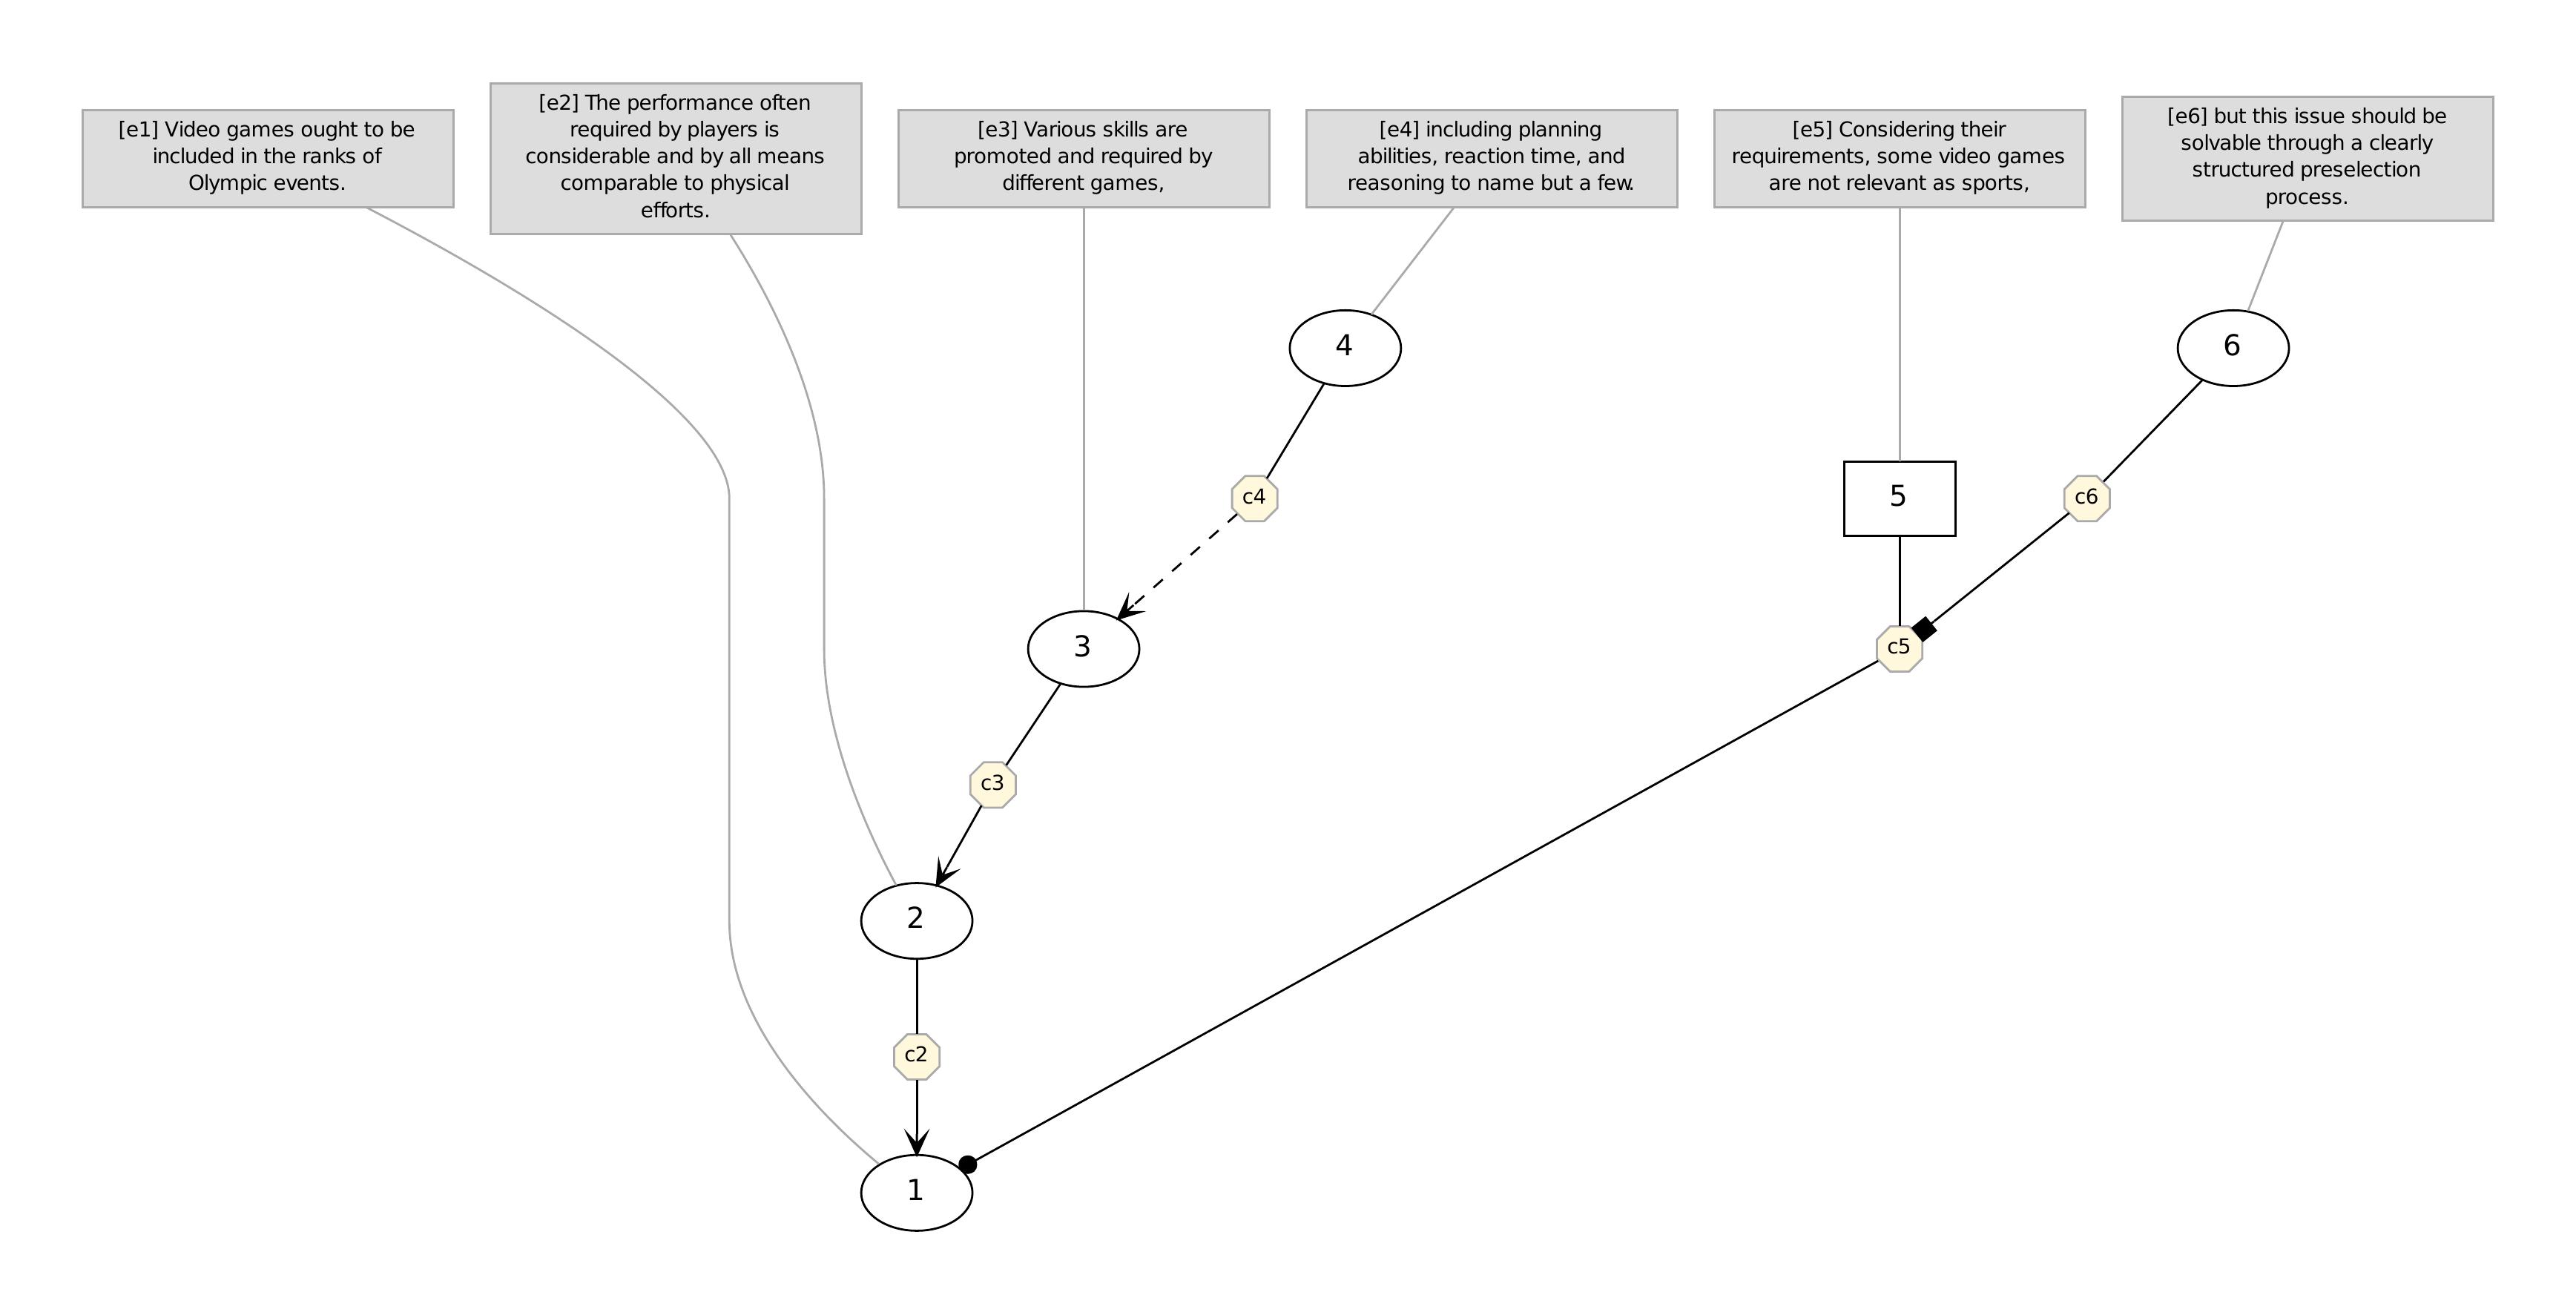 [e1] Video games ought to be
included in the ranks of
Olympic events.
[e2] The performance often
required by players is
considerable and by all means
comparable to physical
efforts.
[e3] Various skills are
promoted and required by
different games,
[e4] including planning
abilities, reaction time, and
reasoning to name but a few.
[e5] Considering their
requirements, some video games
are not relevant as sports,
[e6] but this issue should be
solvable through a clearly
structured preselection
process.
4
6
c4
5
c6
3
c5
c3
2
c2
1